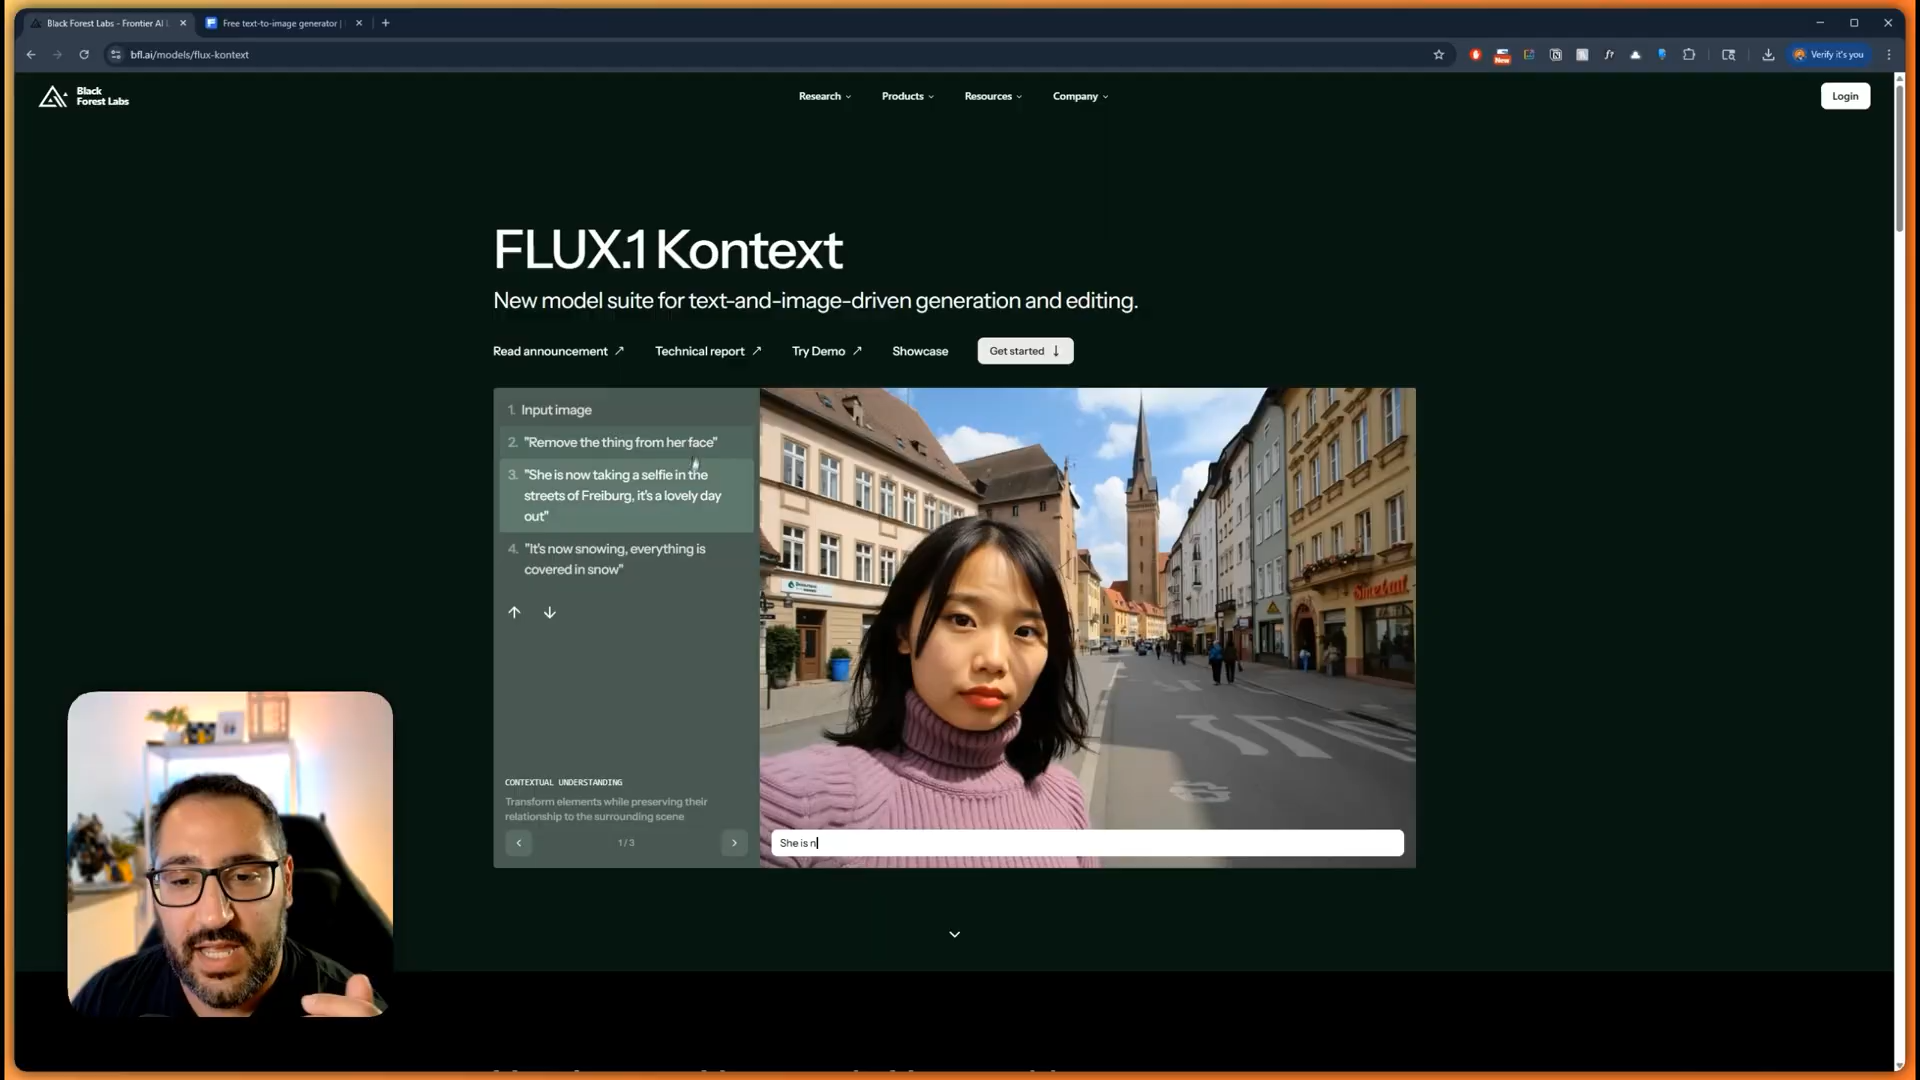 Black Forest Labs - Frontier AI L
Free text-to-image generator |
bfl.ai/models/flux-kontext
New
Verify it's you
Black
Forest Labs
Research
Products
Resources
Company
Login
FLUX.1 Kontext
New model suite for text-and-image-driven generation and editing.
Read announcement ↗
Technical report ↗
Try Demo ↗
Showcase
Get started ↓
1. Input image
2. "Remove the thing from her face"
3. "She is now taking a selfie in the
streets of Freiburg, it's a lovely day
out"
4. "It's now snowing, everything is
covered in snow"
CONTEXTUAL UNDERSTANDING
Transform elements while preserving their
relationship to the surrounding scene
1 / 3
She is n